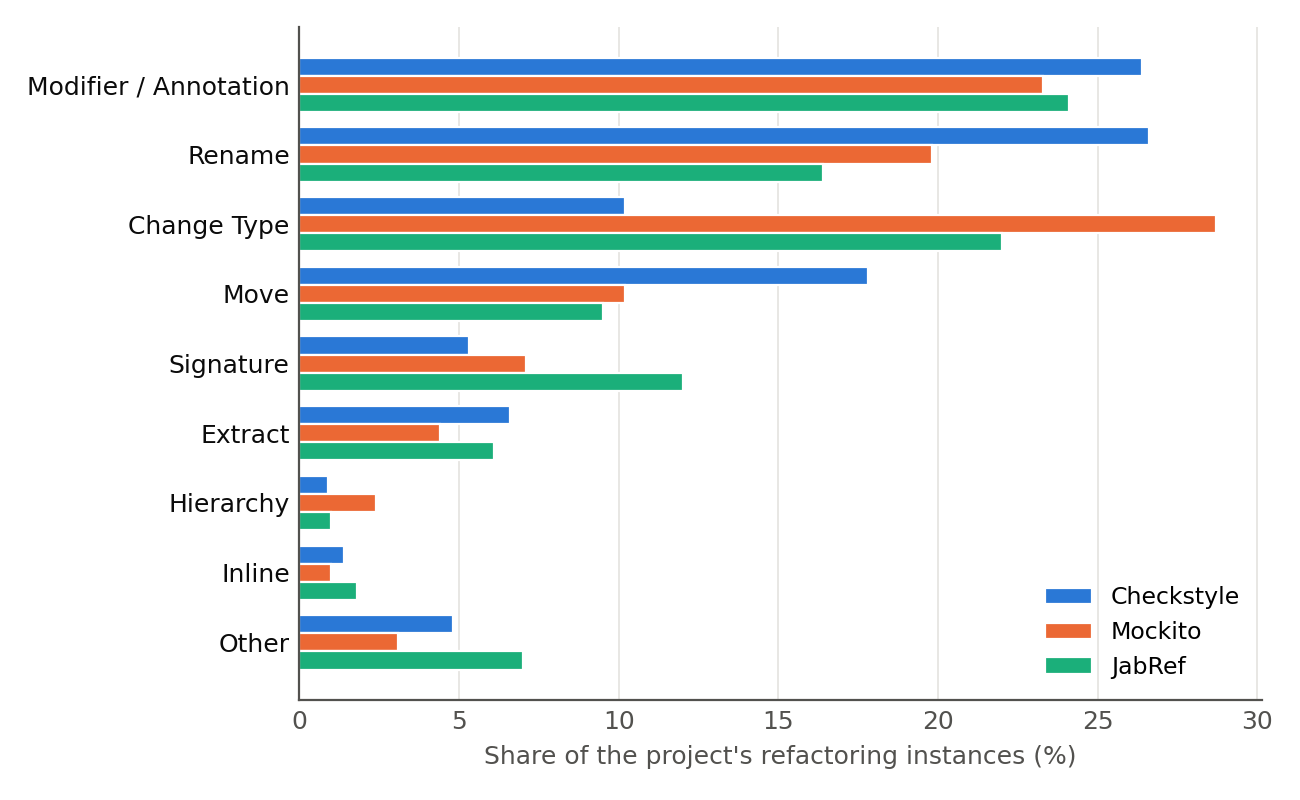 Modifier / Annotation
Rename
Change Type
Move
Signature
Extract
Hierarchy
Inline
Other
Checkstyle
Mockito
JabRef
0 5 10 15 20 25 30
Share of the project's refactoring instances (%)